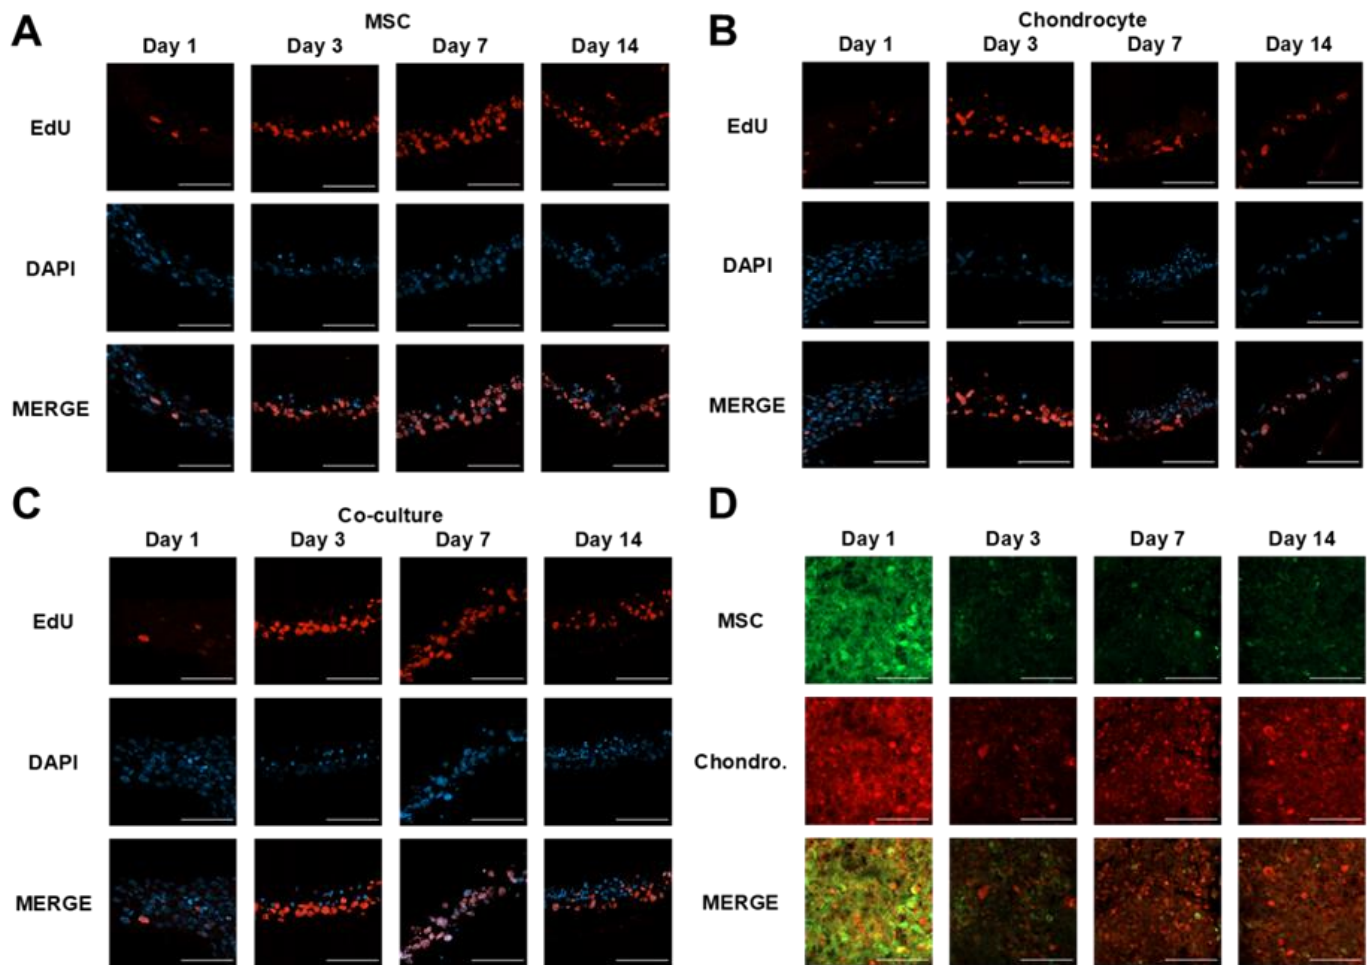 A
MSC
Day 1 Day 3 Day 7 Day 14
EdU
DAPI
MERGE
B
Chondrocyte
Day 1 Day 3 Day 7 Day 14
EdU
DAPI
MERGE
C
Co-culture
Day 1 Day 3 Day 7 Day 14
EdU
DAPI
MERGE
D
Day 1 Day 3 Day 7 Day 14
MSC
Chondro.
MERGE